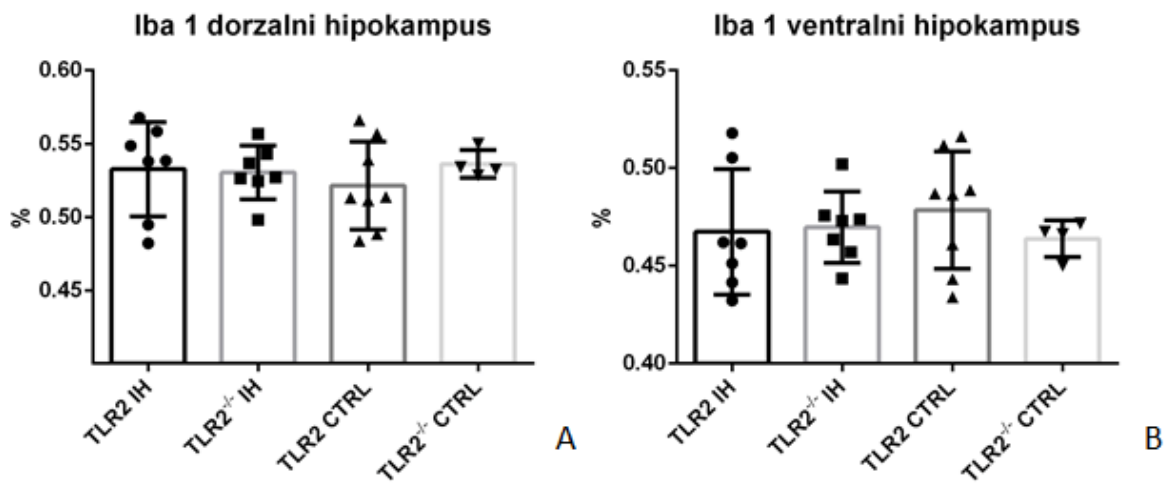 Iba 1 dorzalni hipokampus
0.60
0.55
0.50
0.45
%
TLR2 IH
TLR2-/- IH
TLR2 CTRL
TLR2-/- CTRL
A
Iba 1 ventralni hipokampus
0.55
0.50
0.45
0.40
%
TLR2 IH
TLR2-/- IH
TLR2 CTRL
TLR2-/- CTRL
B